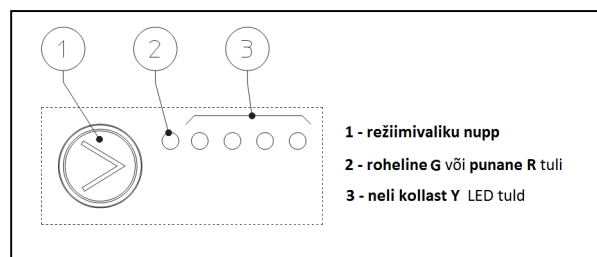 1 2 3
1 - režiimivaliku nupp
2 - roheline G või punane R tuli
3 - neli kollast Y LED tuld